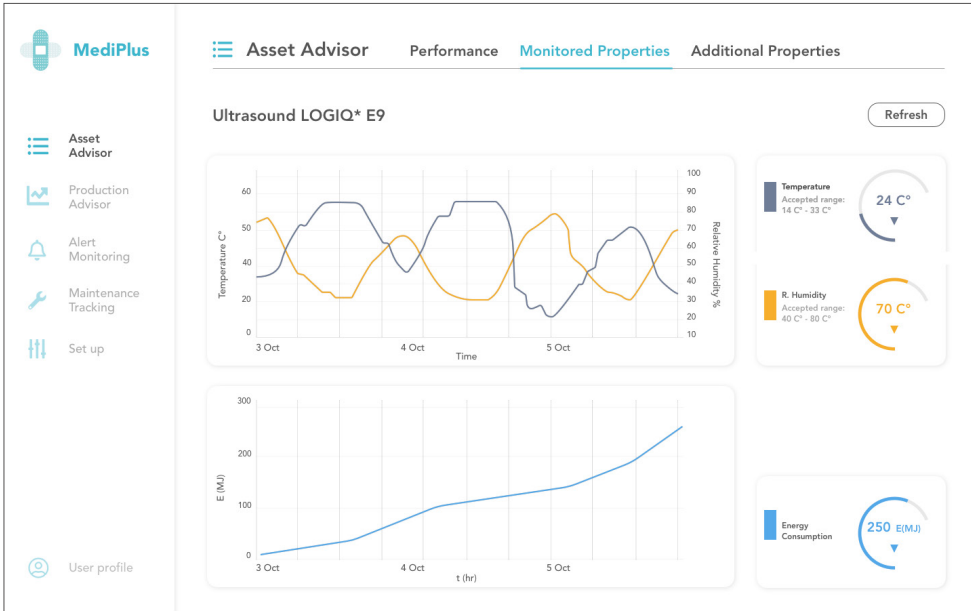 MediPlus
Asset Advisor
Performance
Monitored Properties
Additional Properties
Ultrasound LOGIQ* E9
Refresh
Asset
Advisor
Production
Advisor
Alert
Monitoring
Maintenance
Tracking
Set up
User profile
Temperature C°
60
50
40
20
0
100
90
80
70
60
50
40
30
20
10
Relative Humidity %
3 Oct
4 Oct
5 Oct
Time
Temperature
Accepted range:
14 C° - 33 C°
24 C°
R. Humidity
Accepted range:
40 C° - 80 C°
70 C°
E (MJ)
300
200
100
0
3 Oct
4 Oct
5 Oct
t (hr)
Energy
Consumption
250 E(MJ)